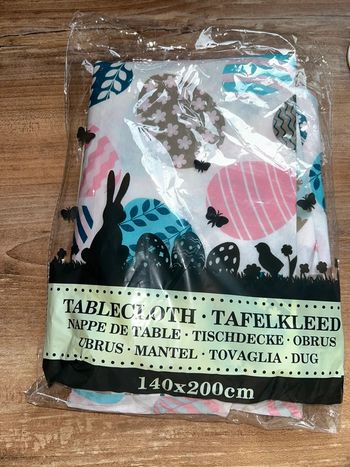 TABLECLOTH · TAFELKLEED
NAPPE DE TABLE · TISCHDECKE · OBRUS
UBRUS · MANTEL · TOVAGLIA · DUG
140x200cm